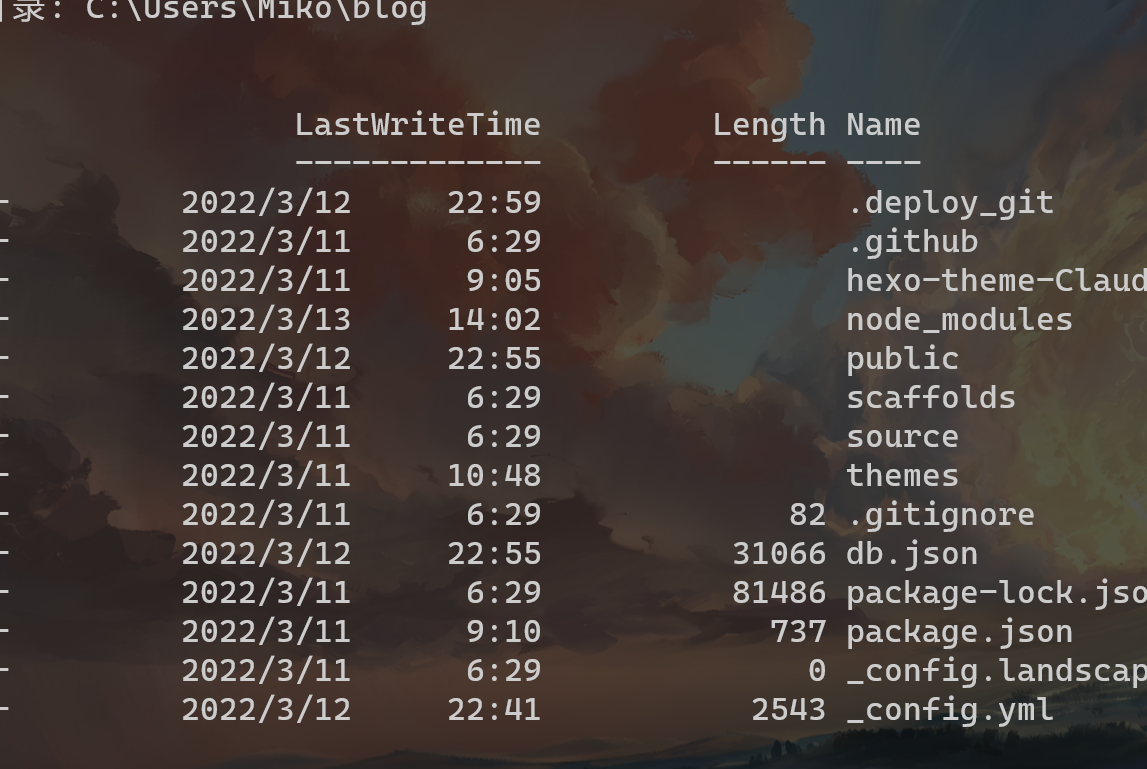 录: C:\Users\Miko\blog
LastWriteTime Length Name
------------- ------ ----
- 2022/3/12 22:59 .deploy_git
- 2022/3/11 6:29 .github
- 2022/3/11 9:05 hexo-theme-Claud
- 2022/3/13 14:02 node_modules
- 2022/3/12 22:55 public
- 2022/3/11 6:29 scaffolds
- 2022/3/11 6:29 source
- 2022/3/11 10:48 themes
- 2022/3/11 6:29 82 .gitignore
- 2022/3/12 22:55 31066 db.json
- 2022/3/11 6:29 81486 package-lock.jso
- 2022/3/11 9:10 737 package.json
- 2022/3/11 6:29 0 _config.landscap
- 2022/3/12 22:41 2543 _config.yml